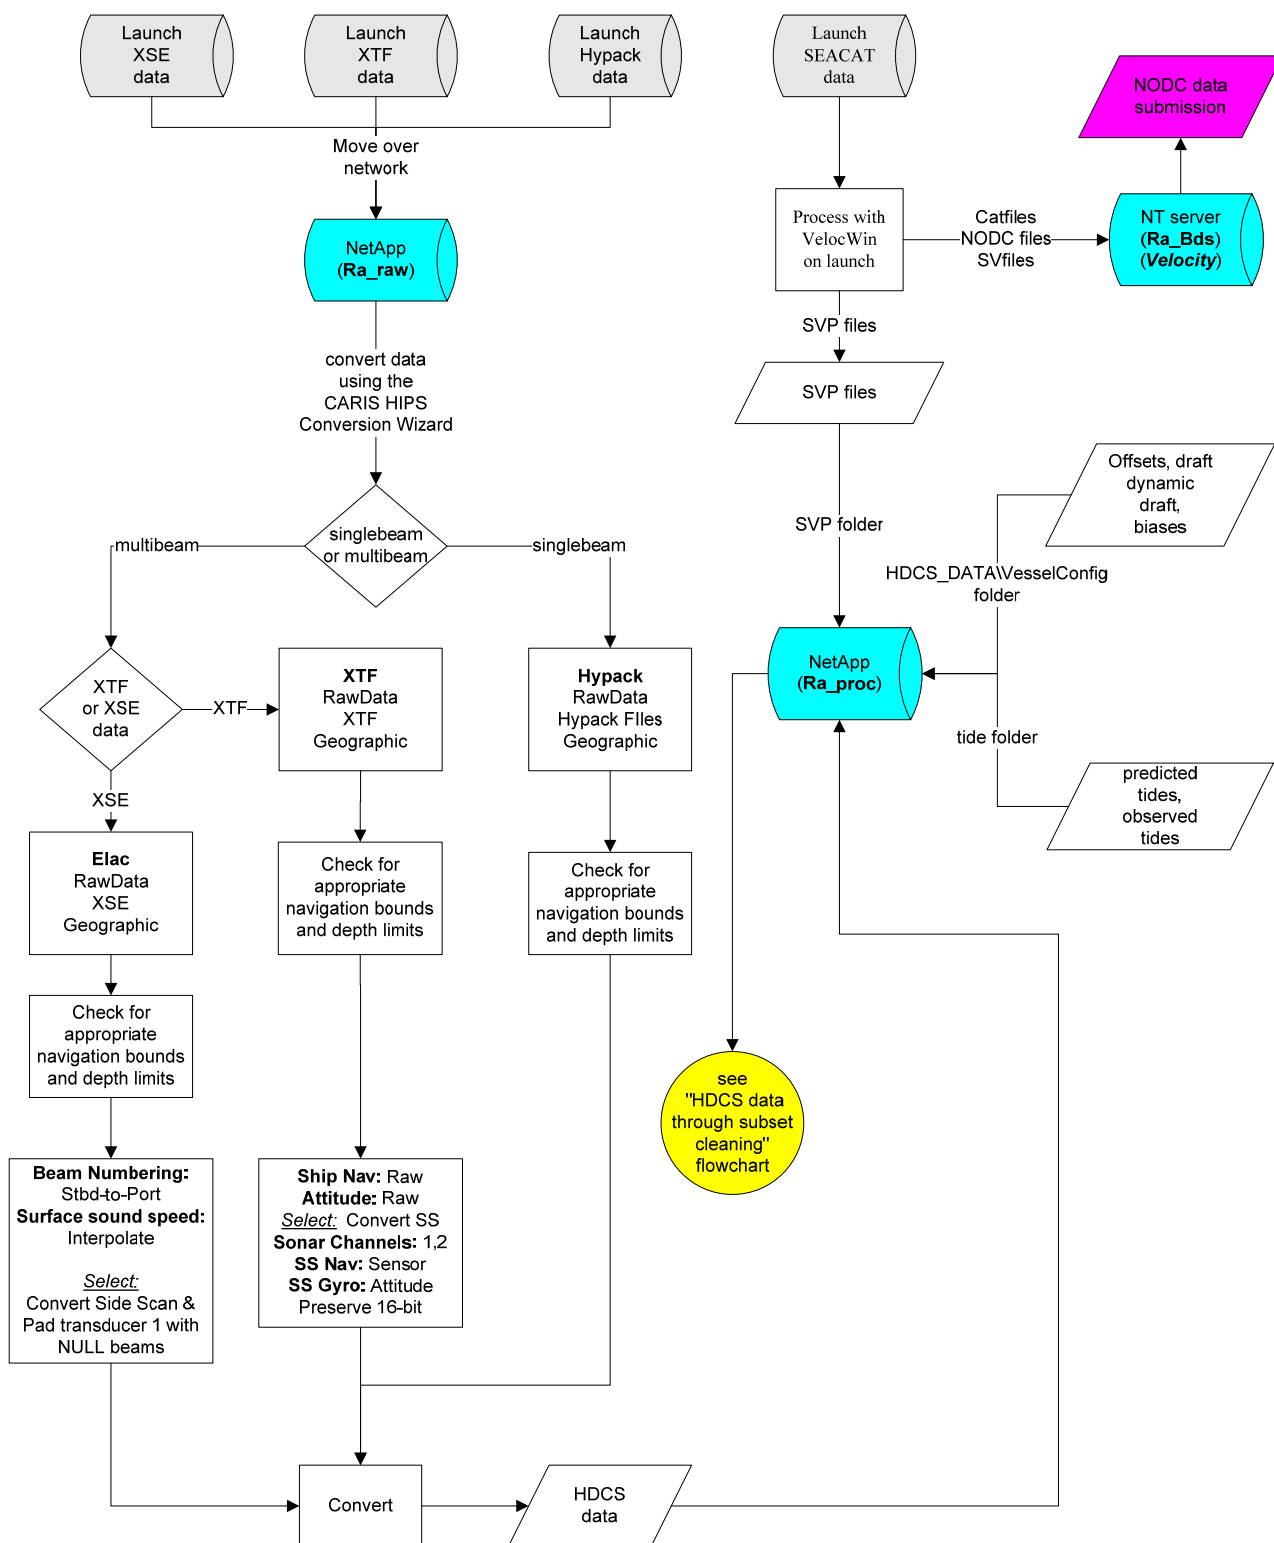 Launch
XSE
data
Launch
XTF
data
Launch
Hypack
data
Launch
SEACAT
data
NODC data
submission
Move over
network
NetApp
(Ra_raw)
Process with
VelocWin
on launch
Catfiles
NODC files
SVfiles
NT server
(Ra_Bds)
(Velocity)
SVP files
SVP files
convert data
using the
CARIS HIPS
Conversion Wizard
singlebeam
or multibeam
multibeam
singlebeam
SVP folder
Offsets, draft
dynamic
draft,
biases
HDCS_DATA\VesselConfig
folder
NetApp
(Ra_proc)
tide folder
predicted
tides,
observed
tides
XTF
or XSE
data
XTF
XTF
RawData
XTF
Geographic
Hypack
RawData
Hypack FIles
Geographic
XSE
Elac
RawData
XSE
Geographic
Check for
appropriate
navigation bounds
and depth limits
Check for
appropriate
navigation bounds
and depth limits
Check for
appropriate
navigation bounds
and depth limits
see
"HDCS data
through subset
cleaning"
flowchart
Beam Numbering:
Stbd-to-Port
Surface sound speed:
Interpolate
Select:
Convert Side Scan &
Pad transducer 1 with
NULL beams
Ship Nav: Raw
Attitude: Raw
Select: Convert SS
Sonar Channels: 1,2
SS Nav: Sensor
SS Gyro: Attitude
Preserve 16-bit
Convert
HDCS
data